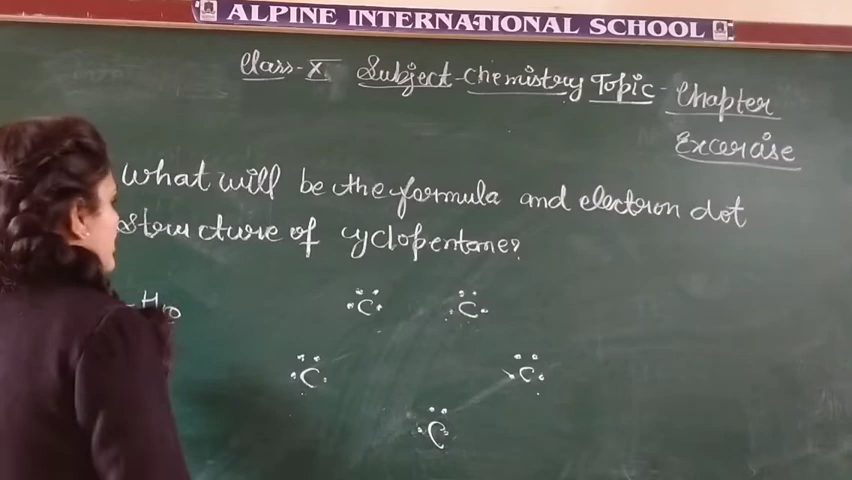 ALPINE INTERNATIONAL SCHOOL
Class-X Subject-Chemistry Topic-Chapter
Excercise
What will be the formula and electron dot
structure of cyclopentane?
H10
C C
C C
C